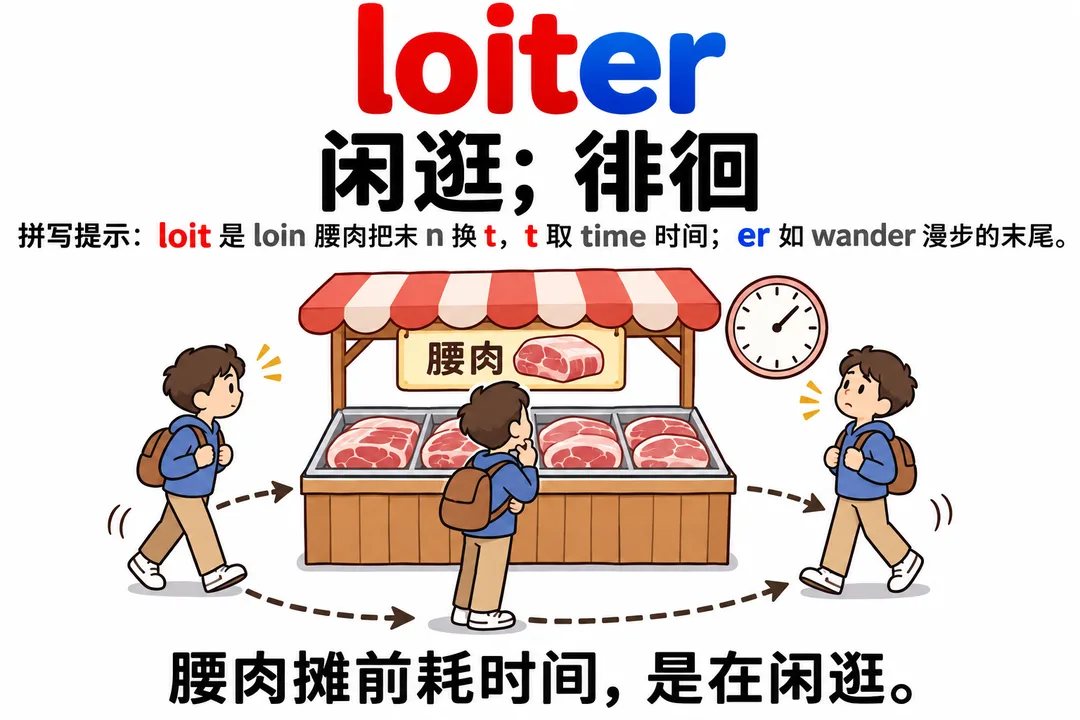 loiter
闲逛；徘徊
拼写提示：loit 是 loin 腰肉把末 n 换 t，t 取 time 时间；er 如 wander 漫步的末尾。
腰肉
腰肉摊前耗时间，是在闲逛。